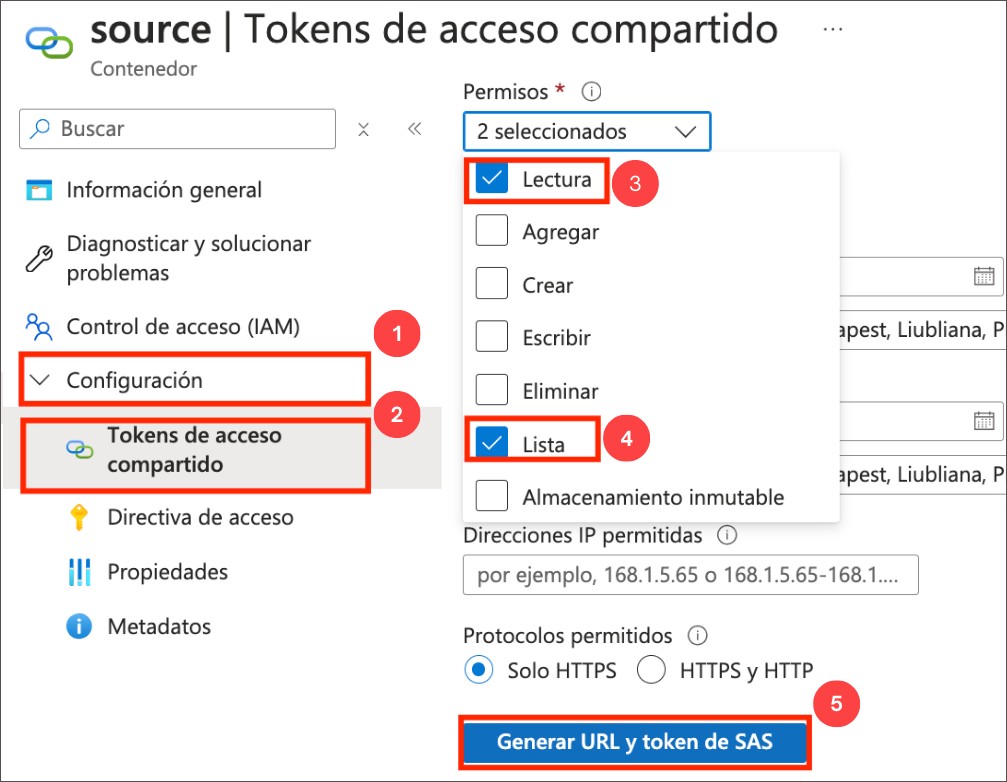 source | Tokens de acceso compartido ...
Contenedor
Buscar
Información general
Diagnosticar y solucionar
problemas
Control de acceso (IAM)
1
Configuración
2
Tokens de acceso
compartido
Directiva de acceso
Propiedades
Metadatos
Permisos *
2 seleccionados
Lectura
3
Agregar
Crear
Escribir
Eliminar
Lista
4
Almacenamiento inmutable
apest, Liubliana, P
apest, Liubliana, P
Direcciones IP permitidas
por ejemplo, 168.1.5.65 o 168.1.5.65-168.1....
Protocolos permitidos
Solo HTTPS
HTTPS y HTTP
5
Generar URL y token de SAS